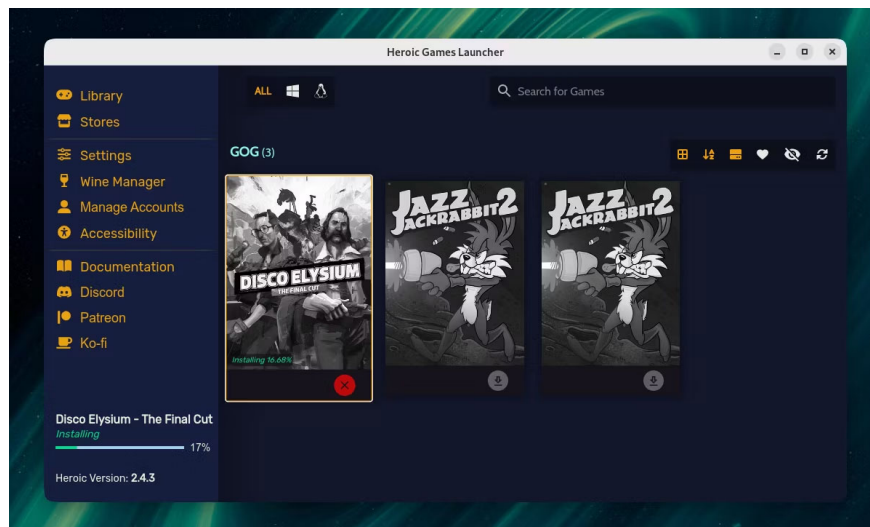 Heroic Games Launcher
Library
Stores
Settings
Wine Manager
Manage Accounts
Accessibility
Documentation
Discord
Patreon
Ko-fi
Disco Elysium - The Final Cut
Installing
17%
Heroic Version: 2.4.3
ALL
Search for Games
GOG (3)
DISCO ELYSIUM
THE FINAL CUT
Installing 16.68%
JAZZ
JACKRABBIT 2
JAZZ
JACKRABBIT 2